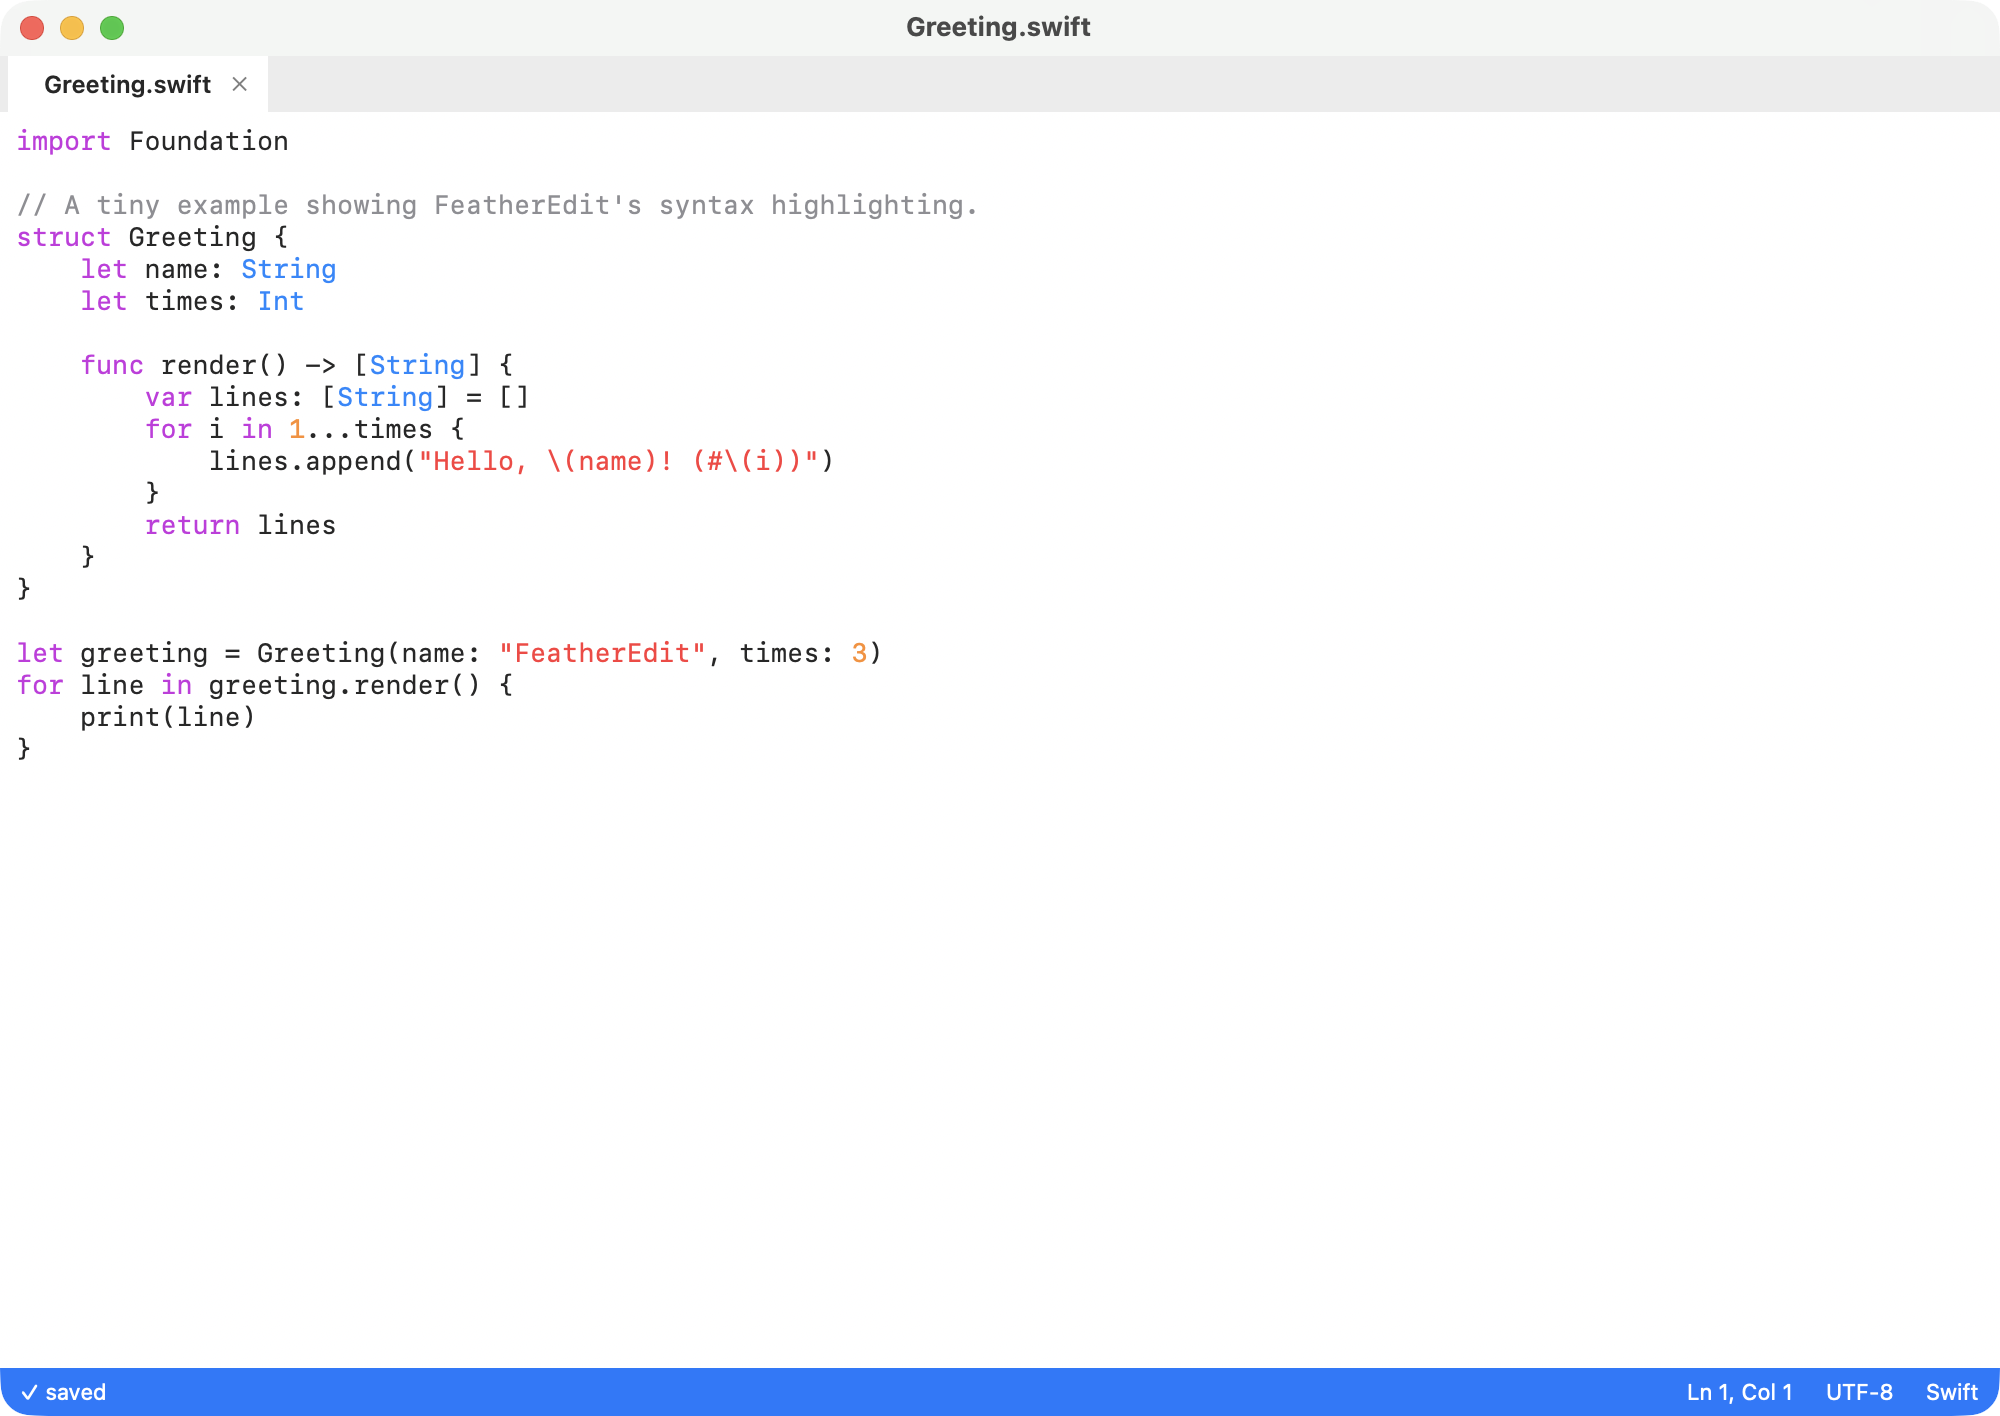 Greeting.swift
Greeting.swift ×
import Foundation

// A tiny example showing FeatherEdit's syntax highlighting.
struct Greeting {
    let name: String
    let times: Int

    func render() -> [String] {
        var lines: [String] = []
        for i in 1...times {
            lines.append("Hello, \(name)! (#\(i))")
        }
        return lines
    }
}

let greeting = Greeting(name: "FeatherEdit", times: 3)
for line in greeting.render() {
    print(line)
}
✓ saved Ln 1, Col 1 UTF-8 Swift